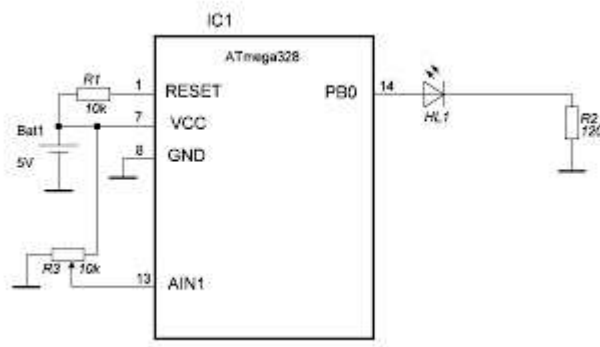 IC1
ATmega328
R1
10k
1
RESET
7
VCC
Bat1
5V
8
GND
R3
10k
13
AIN1
PB0
14
HL1
R2
120